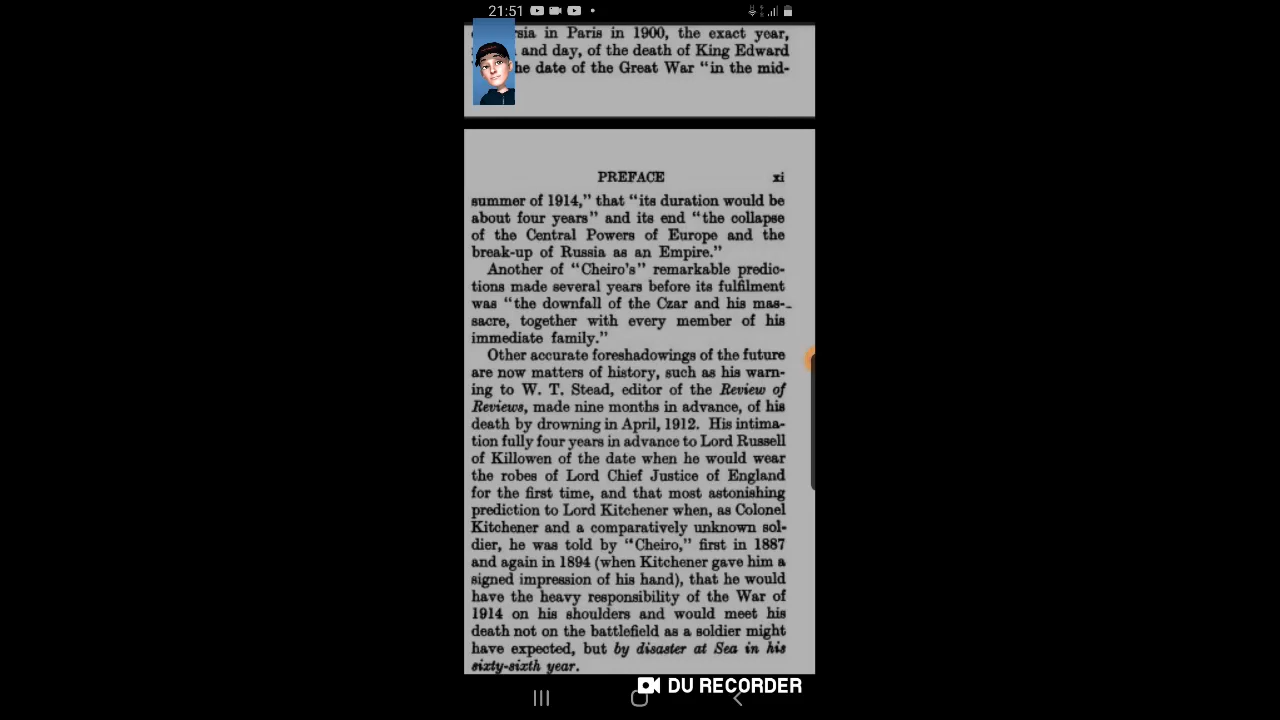 21:51
rsia in Paris in 1900, the exact year,
and day, of the death of King Edward
he date of the Great War "in the mid-
PREFACE xi
summer of 1914," that "its duration would be
about four years" and its end "the collapse
of the Central Powers of Europe and the
break-up of Russia as an Empire."
Another of "Cheiro's" remarkable predic-
tions made several years before its fulfilment
was "the downfall of the Czar and his mas-
sacre, together with every member of his
immediate family."
Other accurate foreshadowings of the future
are now matters of history, such as his warn-
ing to W. T. Stead, editor of the Review of
Reviews, made nine months in advance, of his
death by drowning in April, 1912. His intima-
tion fully four years in advance to Lord Russell
of Killowen of the date when he would wear
the robes of Lord Chief Justice of England
for the first time, and that most astonishing
prediction to Lord Kitchener when, as Colonel
Kitchener and a comparatively unknown sol-
dier, he was told by "Cheiro," first in 1887
and again in 1894 (when Kitchener gave him a
signed impression of his hand), that he would
have the heavy responsibility of the War of
1914 on his shoulders and would meet his
death not on the battlefield as a soldier might
have expected, but by disaster at Sea in his
sixty-sixth year.
DU RECORDER